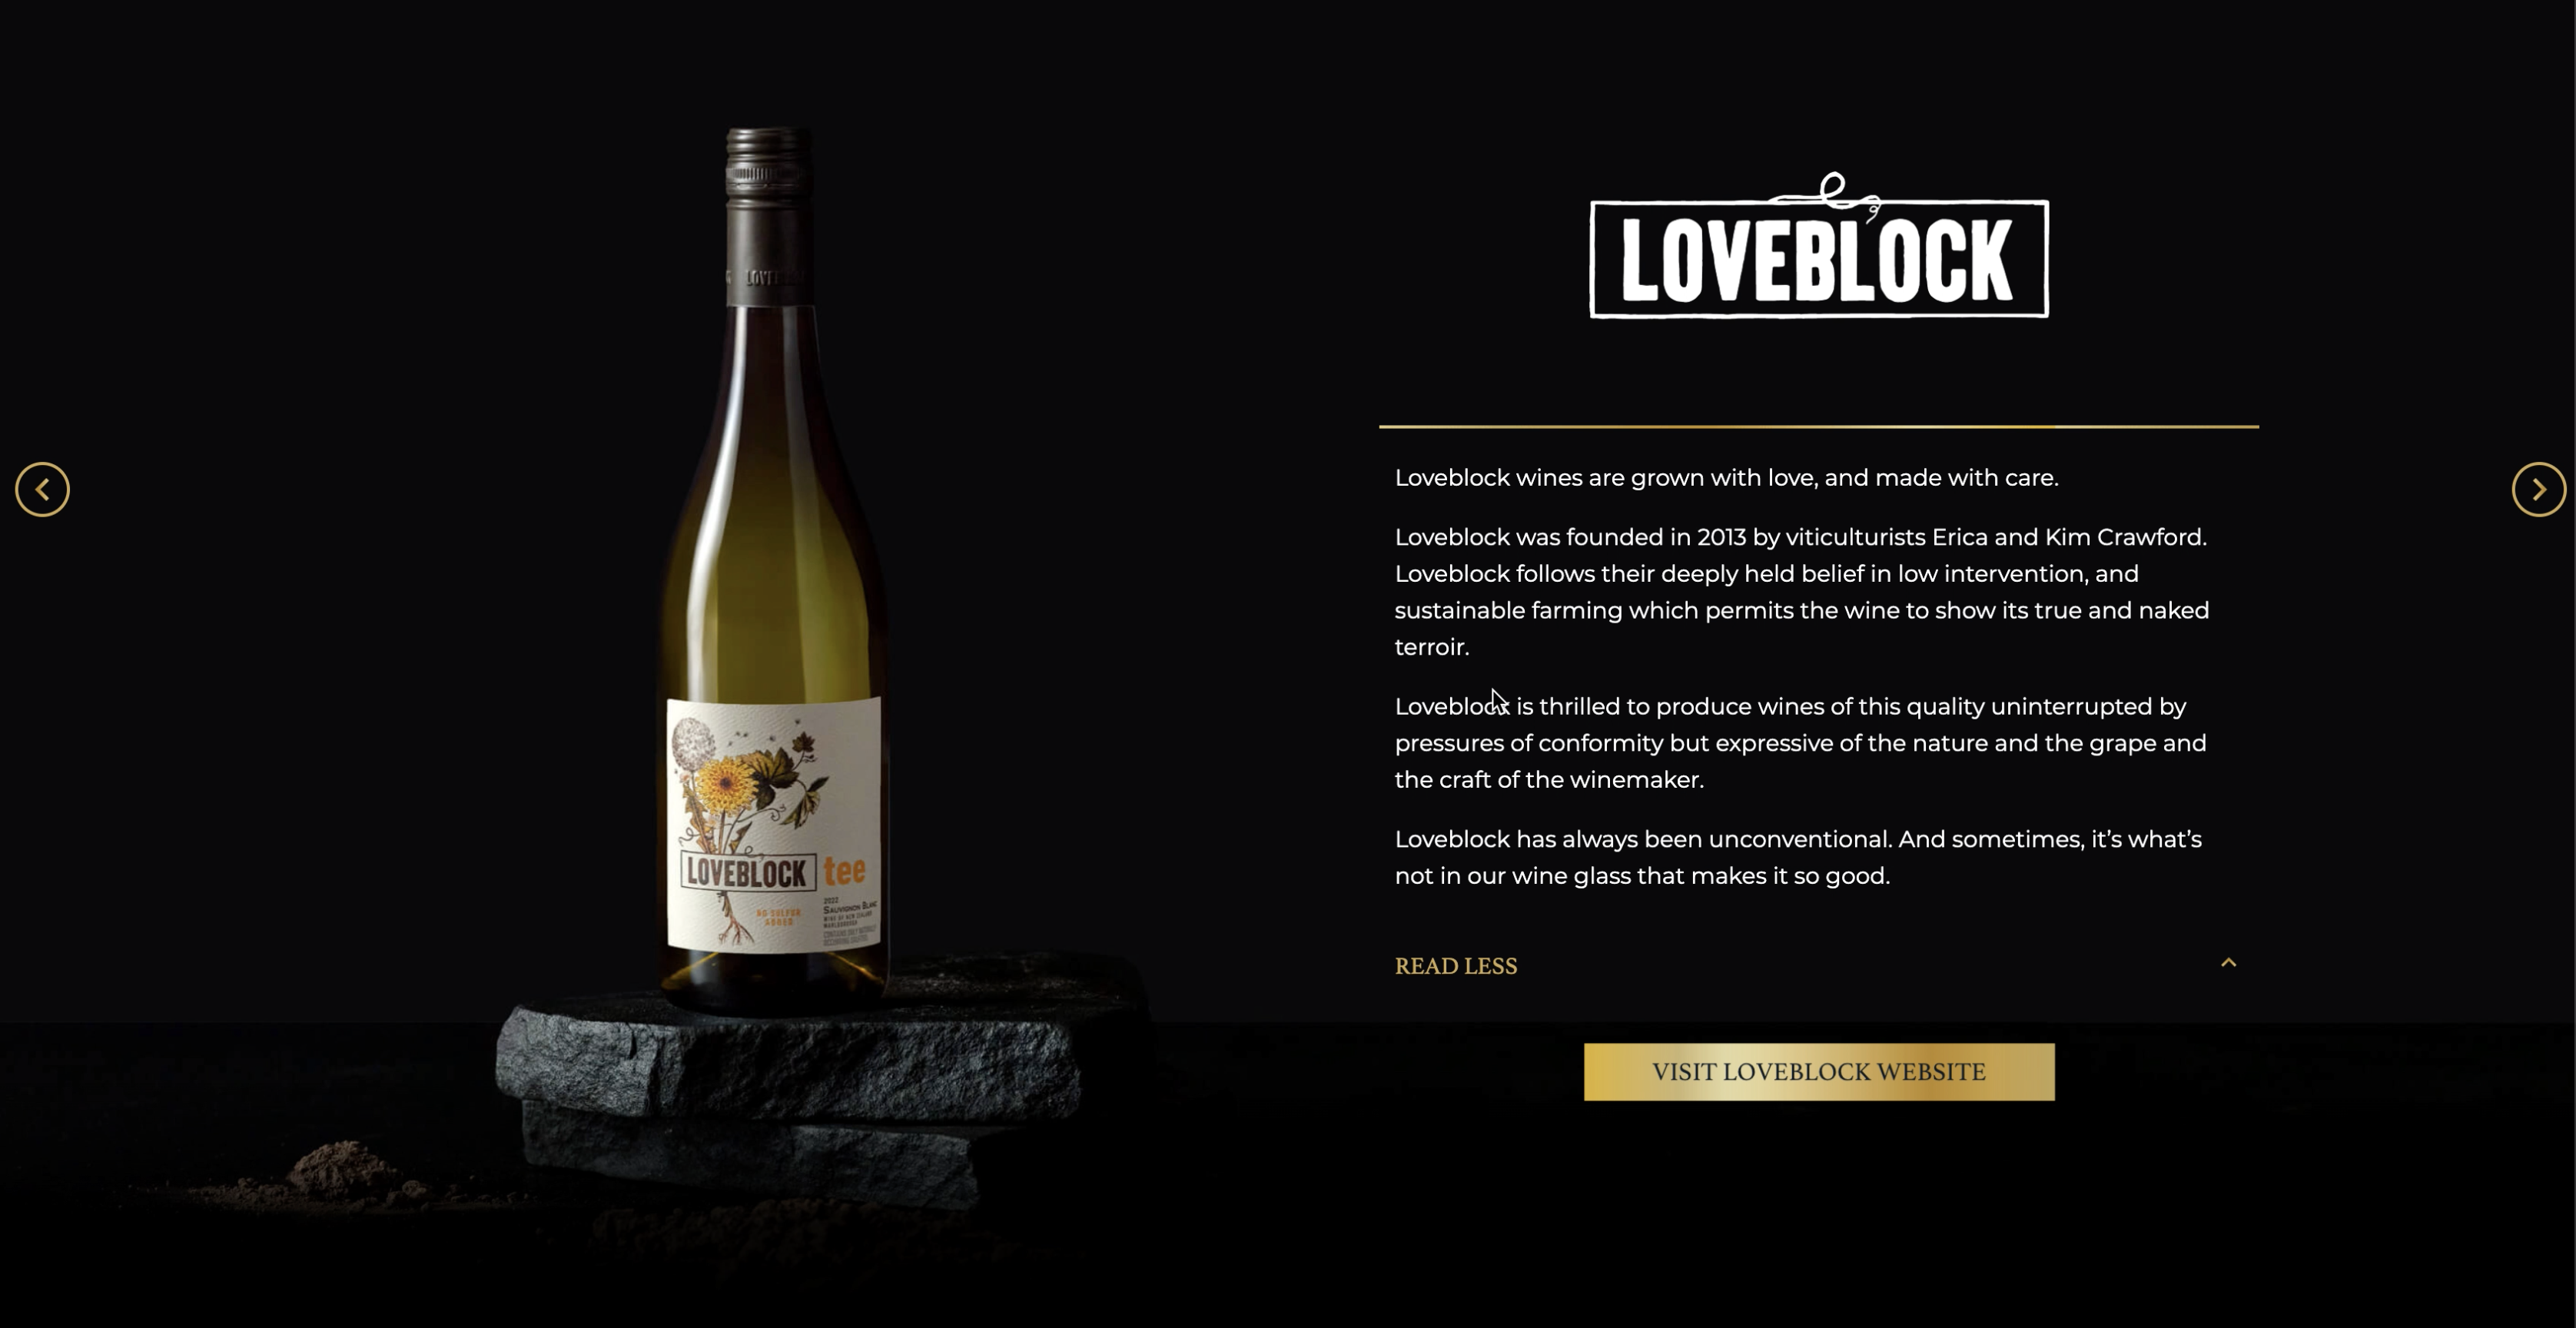 LOVEBLOCK
Loveblock wines are grown with love, and made with care.
Loveblock was founded in 2013 by viticulturists Erica and Kim Crawford.
Loveblock follows their deeply held belief in low intervention, and
sustainable farming which permits the wine to show its true and naked
terroir.
Loveblock is thrilled to produce wines of this quality uninterrupted by
pressures of conformity but expressive of the nature and the grape and
the craft of the winemaker.
Loveblock has always been unconventional. And sometimes, it’s what’s
not in our wine glass that makes it so good.
READ LESS
VISIT LOVEBLOCK WEBSITE
LOVEBLOCK tee
NO SULFUR
ADDED
2022
SAUVIGNON BLANC
WINE OF NEW ZEALAND
MARLBOROUGH